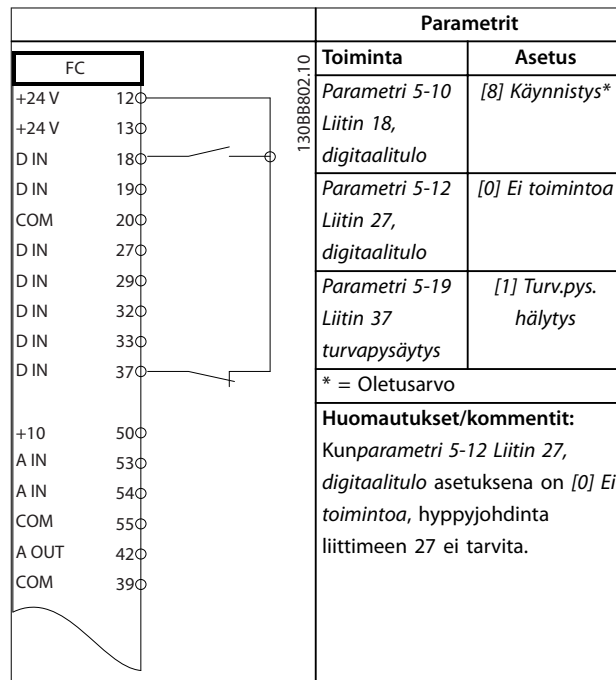 Parametrit
FC
+24 V 12
+24 V 13
D IN 18
D IN 19
COM 20
D IN 27
D IN 29
D IN 32
D IN 33
D IN 37
+10 50
A IN 53
A IN 54
COM 55
A OUT 42
COM 39
130BB802.10
Toiminta Asetus
Parametri 5-10 [8] Käynnistys*
Liitin 18,
digitaalitulo
Parametri 5-12 [0] Ei toimintoa
Liitin 27,
digitaalitulo
Parametri 5-19 [1] Turv.pys.
Liitin 37 hälytys
turvapysäytys
* = Oletusarvo
Huomautukset/kommentit:
Kunparametri 5-12 Liitin 27,
digitaalitulo asetuksena on [0] Ei
toimintoa, hyppyjohdinta
liittimeen 27 ei tarvita.